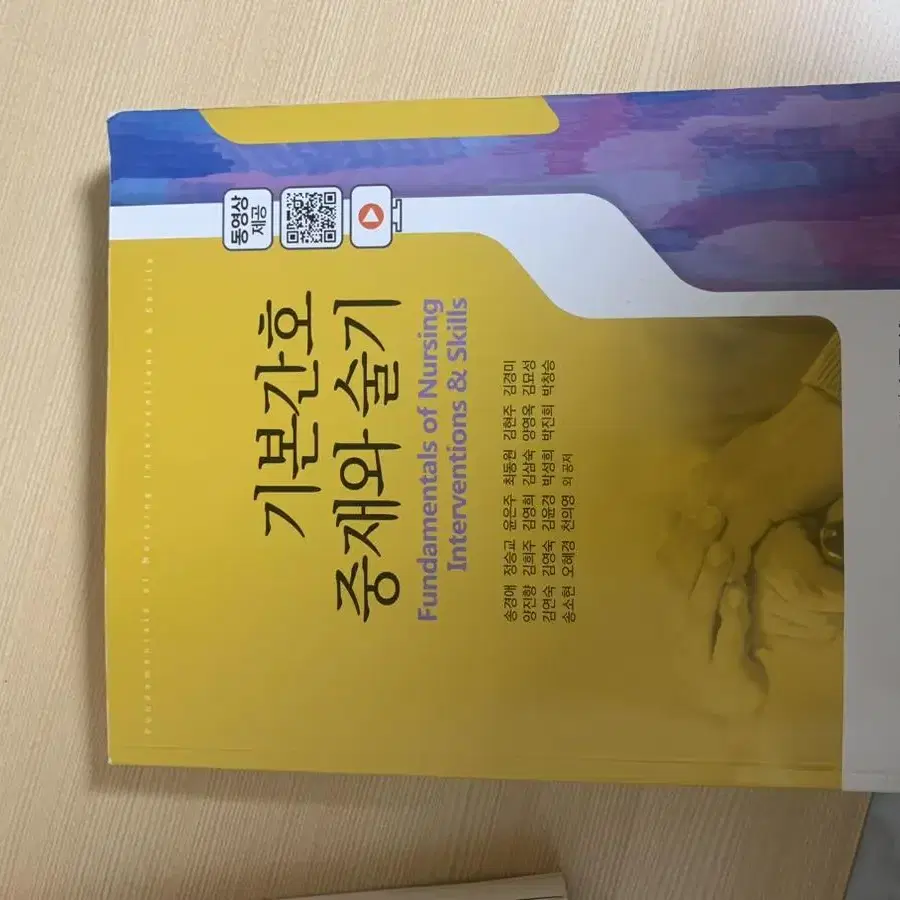 Fundamentals of Nursing Interventions & Skills
동영상
제공
기본간호
중재와 술기
Fundamentals of Nursing
Interventions & Skills
송경애 정승교 윤은주 최동원 김현주 김경미
양진향 김희주 김영희 김삼숙 양영옥 김묘성
김연숙 김영숙 김윤경 박성희 박진희 박창승
송소현 오혜경 천의영 외 공저